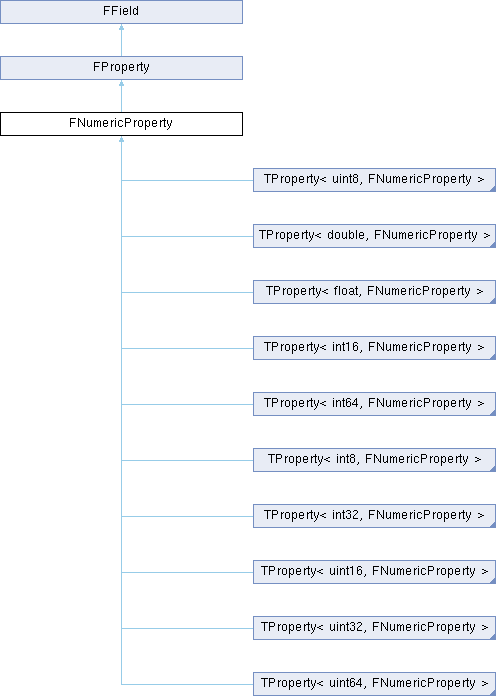 FField
FProperty
FNumericProperty
TProperty< uint8, FNumericProperty >
TProperty< double, FNumericProperty >
TProperty< float, FNumericProperty >
TProperty< int16, FNumericProperty >
TProperty< int64, FNumericProperty >
TProperty< int8, FNumericProperty >
TProperty< int32, FNumericProperty >
TProperty< uint16, FNumericProperty >
TProperty< uint32, FNumericProperty >
TProperty< uint64, FNumericProperty >